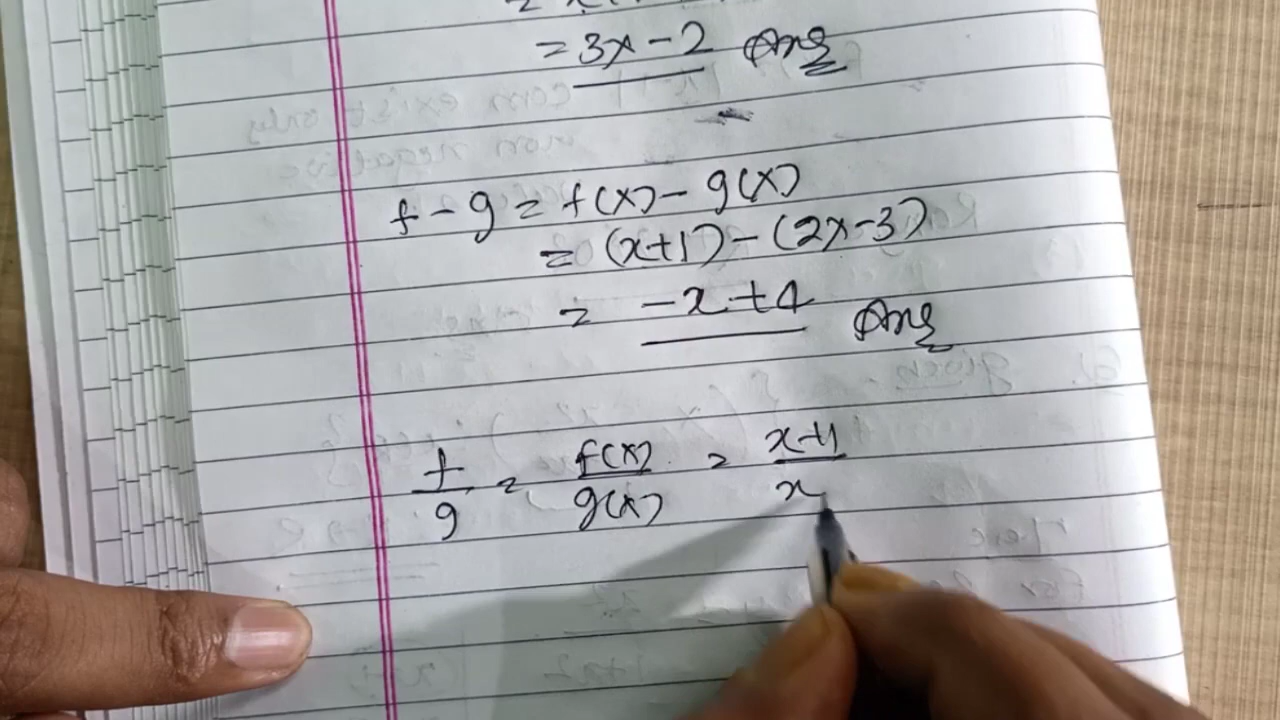 = 3x - 2 Ans
f - g = f(x) - g(x)
= (x+1) - (2x-3)
= -x + 4 Ans
f/g = f(x)/g(x) = x+1/x